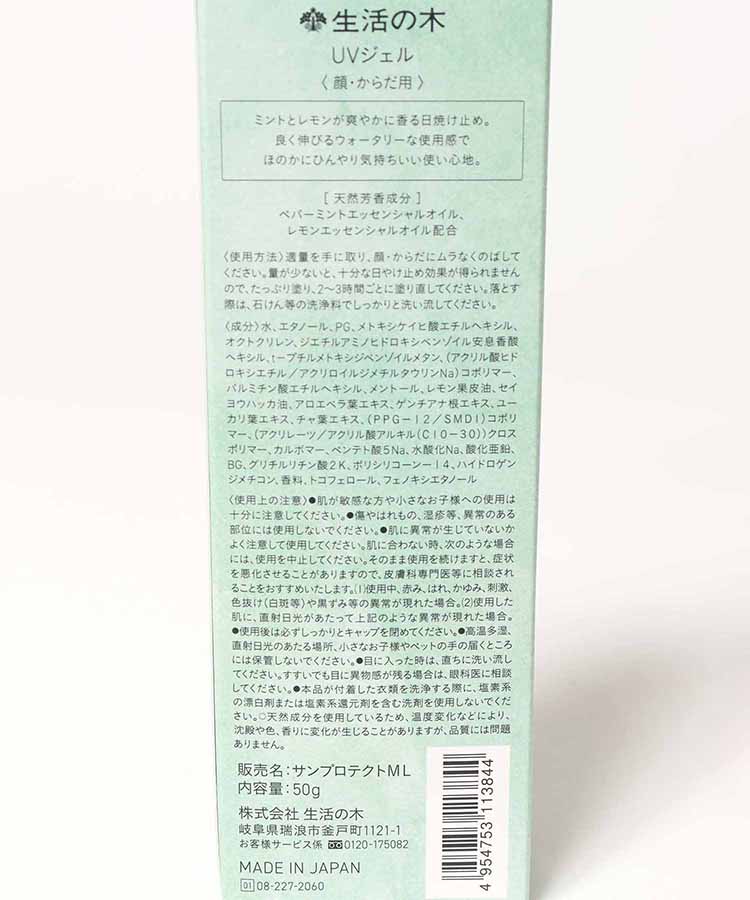 生活の木
UVジェル
〈 顔・からだ用 〉
ミントとレモンが爽やかに香る日焼け止め。
良く伸びるウォータリーな使用感で
ほのかにひんやり気持ちいい使い心地。
[ 天然芳香成分 ]
ペパーミントエッセンシャルオイル、
レモンエッセンシャルオイル配合
〈使用方法〉適量を手に取り、顔・からだにムラなくのばして
ください。量が少ないと、十分な日やけ止め効果が得られません
ので、たっぷり塗り、2〜3時間ごとに塗り直してください。落とす
際は、石けん等の洗浄料でしっかりと洗い流してください。
〈成分〉水、エタノール、PG、メトキシケイヒ酸エチルヘキシル、
オクトクリレン、ジエチルアミノヒドロキシベンゾイル安息香酸
ヘキシル、t-ブチルメトキシジベンゾイルメタン、(アクリル酸ヒド
ロキシエチル/アクリロイルジメチルタウリンNa)コポリマー、
パルミチン酸エチルヘキシル、メントール、レモン果皮油、セイ
ヨウハッカ油、アロエベラ葉エキス、ゲンチアナ根エキス、ユー
カリ葉エキス、チャ葉エキス、(PPG-12/SMDI)コポリ
マー、(アクリレーツ/アクリル酸アルキル(C10-30))クロス
ポリマー、カルボマー、ペンテト酸5Na、水酸化Na、酸化亜鉛、
BG、グリチルリチン酸2K、ポリシリコーン-14、ハイドロゲン
ジメチコン、香料、トコフェロール、フェノキシエタノール
〈使用上の注意〉●肌が敏感な方や小さなお子様への使用は
十分に注意してください。●傷やはれもの、湿疹等、異常のある
部位には使用しないでください。●肌に異常が生じていないか
よく注意して使用してください。肌に合わない時、次のような場合
には、使用を中止してください。そのまま使用を続けますと、症状
を悪化させることがありますので、皮膚科専門医等に相談され
ることをおすすめいたします。(1)使用中、赤み、はれ、かゆみ、刺激、
色抜け(白斑等)や黒ずみ等の異常が現れた場合。(2)使用した
肌に、直射日光があたって上記のような異常が現れた場合。
●使用後は必ずしっかりとキャップを閉めてください。●高温多湿、
直射日光のあたる場所、小さなお子様やペットの手の届くところ
には保管しないでください。●目に入った時は、直ちに洗い流し
てください。すすいでも目に異物感が残る場合は、眼科医に相談
してください。●本品が付着した衣類を洗浄する際に、塩素系
の漂白剤または塩素系還元剤を含む洗剤を使用しないでくだ
さい。○天然成分を使用しているため、温度変化などにより、
沈殿や色、香りに変化が生じることがありますが、品質には問題
ありません。
販売名:サンプロテクトML
内容量:50g
株式会社 生活の木
岐阜県瑞浪市釜戸町1121-1
お客様サービス係 0120-175082
MADE IN JAPAN
01 08-227-2060
4 954753 113844